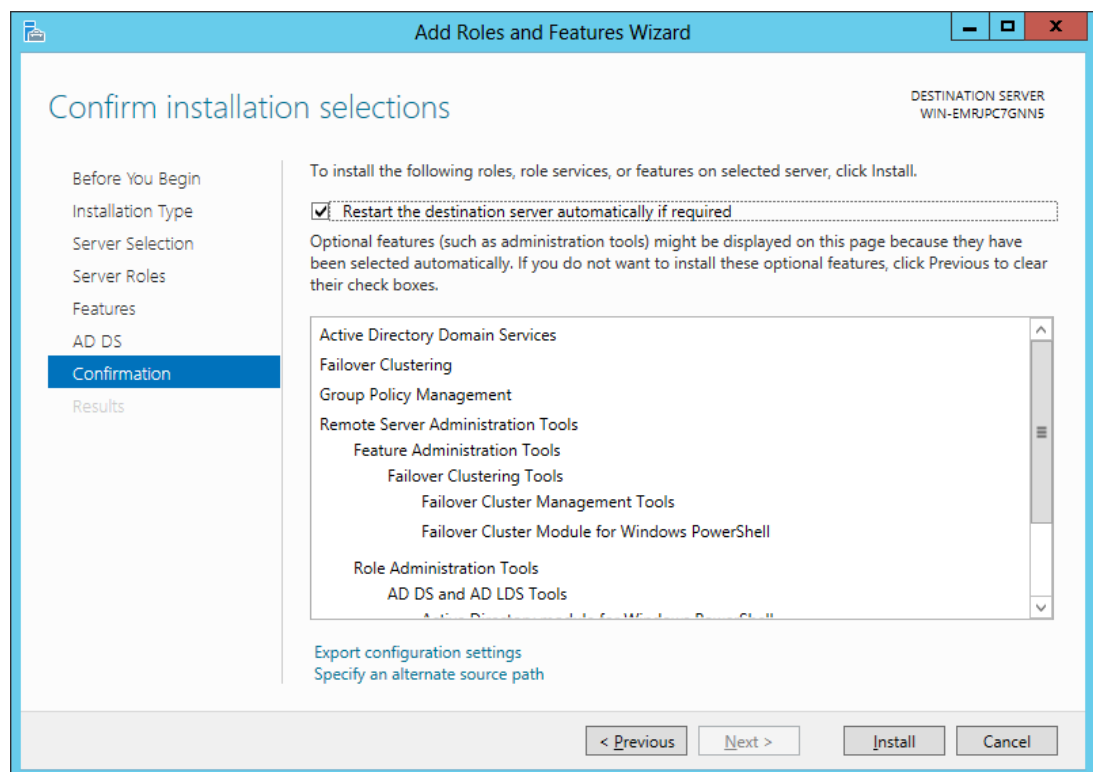 Add Roles and Features Wizard
Confirm installation selections
DESTINATION SERVER
WIN-EMRJPC7GNN5
Before You Begin
Installation Type
Server Selection
Server Roles
Features
AD DS
Confirmation
Results
To install the following roles, role services, or features on selected server, click Install.
Restart the destination server automatically if required
Optional features (such as administration tools) might be displayed on this page because they have
been selected automatically. If you do not want to install these optional features, click Previous to clear
their check boxes.
Active Directory Domain Services
Failover Clustering
Group Policy Management
Remote Server Administration Tools
Feature Administration Tools
Failover Clustering Tools
Failover Cluster Management Tools
Failover Cluster Module for Windows PowerShell
Role Administration Tools
AD DS and AD LDS Tools
Active Directory module for Windows PowerShell
Export configuration settings
Specify an alternate source path
< Previous
Next >
Install
Cancel